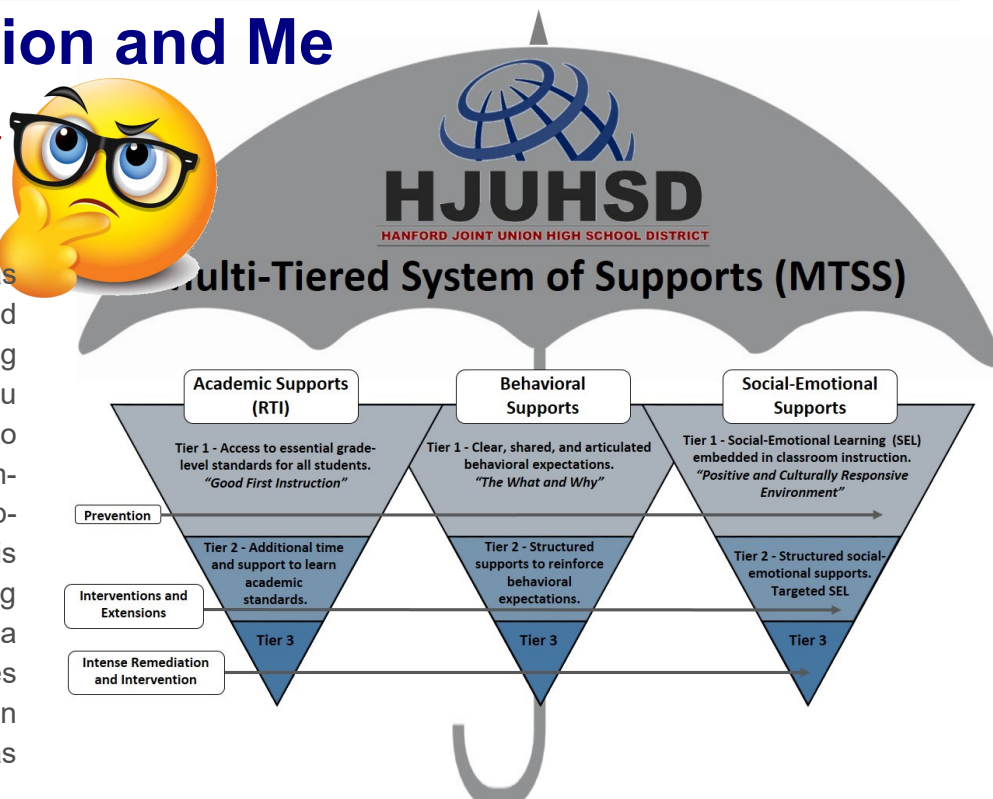 ion and Me
HJUHSD
HANFORD JOINT UNION HIGH SCHOOL DISTRICT
ulti-Tiered System of Supports (MTSS)
s
d
g
u
o
n-
o-
is
g
a
es
n
as
Academic Supports
(RTI)
Tier 1 - Access to essential grade-
level standards for all students.
“Good First Instruction”
Behavioral
Supports
Tier 1 - Clear, shared, and articulated
behavioral expectations.
“The What and Why”
Social-Emotional
Supports
Tier 1 - Social-Emotional Learning (SEL)
embedded in classroom instruction.
“Positive and Culturally Responsive
Environment”
Prevention
Tier 2 - Additional time
and support to learn
academic
standards.
Tier 2 - Structured
supports to reinforce
behavioral
expectations.
Tier 2 - Structured social-
emotional supports.
Targeted SEL
Interventions and
Extensions
Tier 3
Tier 3
Tier 3
Intense Remediation
and Intervention